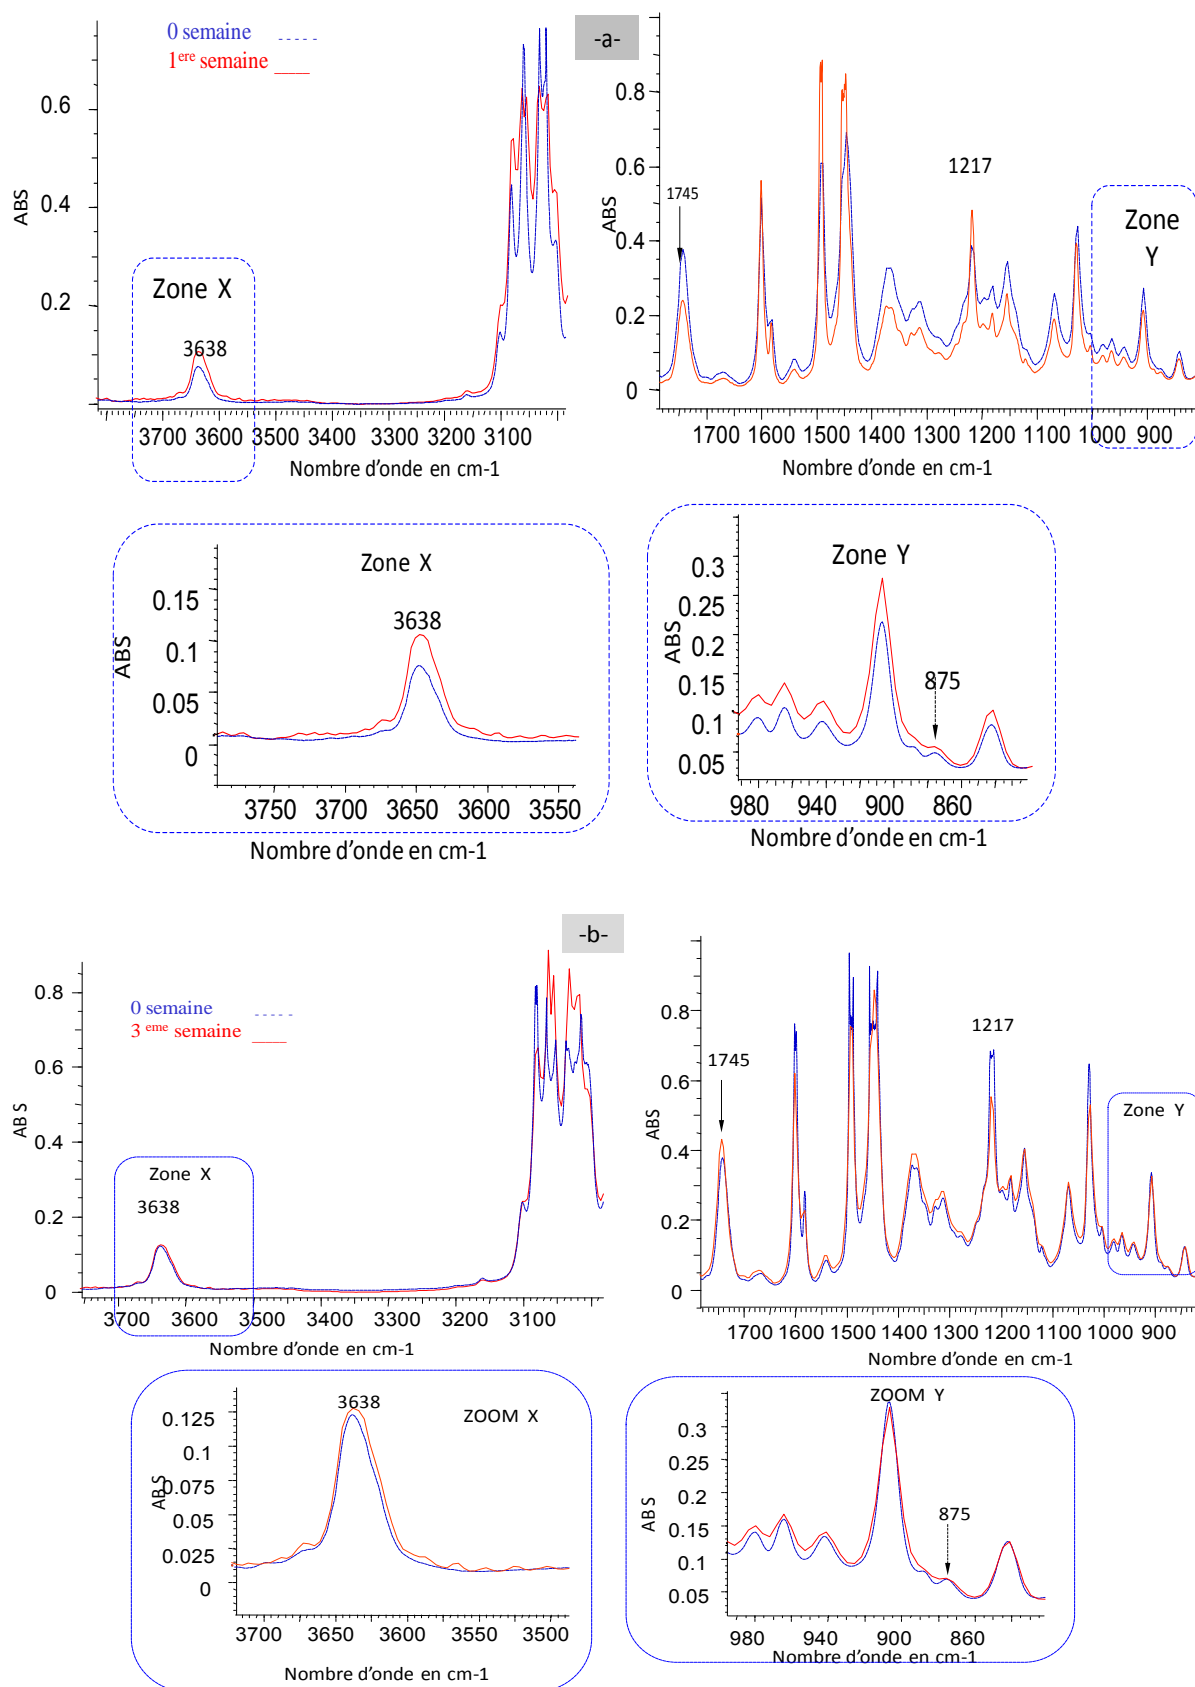 0 semaine - - - - -
1ere semaine ____
-a-
ABS
0.6
0.4
0.2
Zone X
3638
3700 3600 3500 3400 3300 3200 3100
Nombre d'onde en cm-1
ABS
0.8
0.6
0.4
0.2
0
1745
1217
Zone
Y
1700 1600 1500 1400 1300 1200 1100 1000 900
Nombre d'onde en cm-1
Zone X
3638
ABS
0.15
0.1
0.05
0
3750 3700 3650 3600 3550
Nombre d'onde en cm-1
Zone Y
875
ABS
0.3
0.25
0.2
0.15
0.1
0.05
980 940 900 860
Nombre d'onde en cm-1
-b-
0 semaine - - - - -
3 eme semaine ____
ABS
0.8
0.6
0.4
0.2
0
Zone X
3638
3700 3600 3500 3400 3300 3200 3100
Nombre d'onde en cm-1
ABS
0.8
0.6
0.4
0.2
0
1745
1217
Zone Y
1700 1600 1500 1400 1300 1200 1100 1000 900
Nombre d'onde en cm-1
3638
ZOOM X
ABS
0.125
0.1
0.075
0.05
0.025
0
3700 3650 3600 3550 3500
Nombre d'onde en cm-1
ZOOM Y
875
ABS
0.3
0.25
0.2
0.15
0.1
0.05
980 940 900 860
Nombre d'onde en cm-1